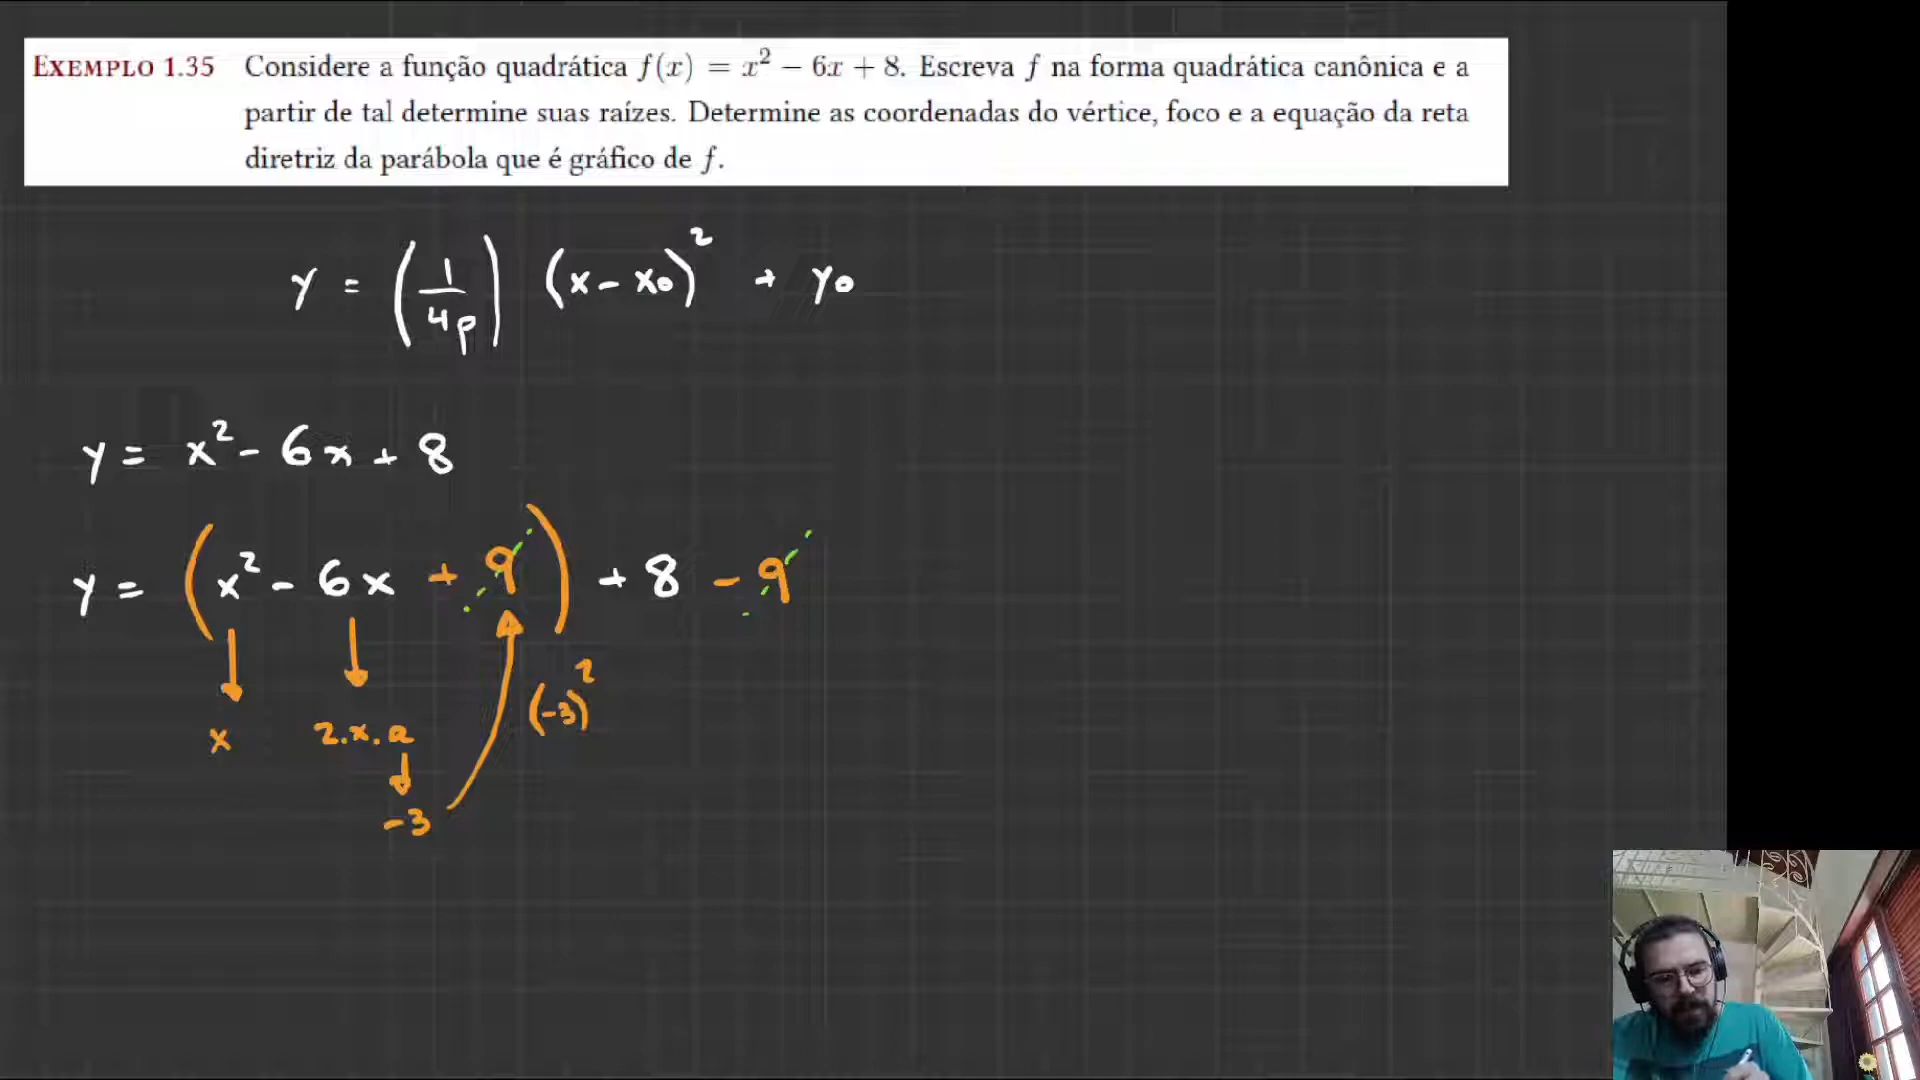 EXEMPLO 1.35 Considere a função quadrática f(x) = x² − 6x + 8. Escreva f na forma quadrática canônica e a
partir de tal determine suas raízes. Determine as coordenadas do vértice, foco e a equação da reta
diretriz da parábola que é gráfico de f.
y = (1/4p) (x - x₀)² + y₀
y = x² - 6x + 8
y = (x² - 6x + 9) + 8 - 9
(-3)²
x 2.x.a
-3